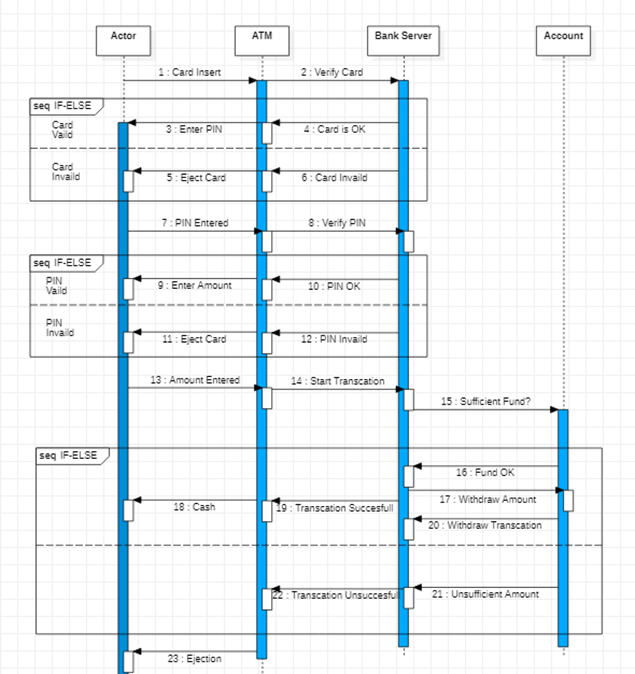 Actor
ATM
Bank Server
Account
1 : Card Insert
2 : Verify Card
seq IF-ELSE
Card
Vaild
3 : Enter PIN
4 : Card is OK
Card
Invaild
5 : Eject Card
6 : Card Invaild
7 : PIN Entered
8 : Verify PIN
seq IF-ELSE
PIN
Vaild
9 : Enter Amount
10 : PIN OK
PIN
Invaild
11 : Eject Card
12 : PIN Invaild
13 : Amount Entered
14 : Start Transcation
15 : Sufficient Fund?
seq IF-ELSE
16 : Fund OK
17 : Withdraw Amount
18 : Cash
19 : Transcation Succesfull
20 : Withdraw Transcation
22 : Transcation Unsuccesfull
21 : Unsufficient Amount
23 : Ejection